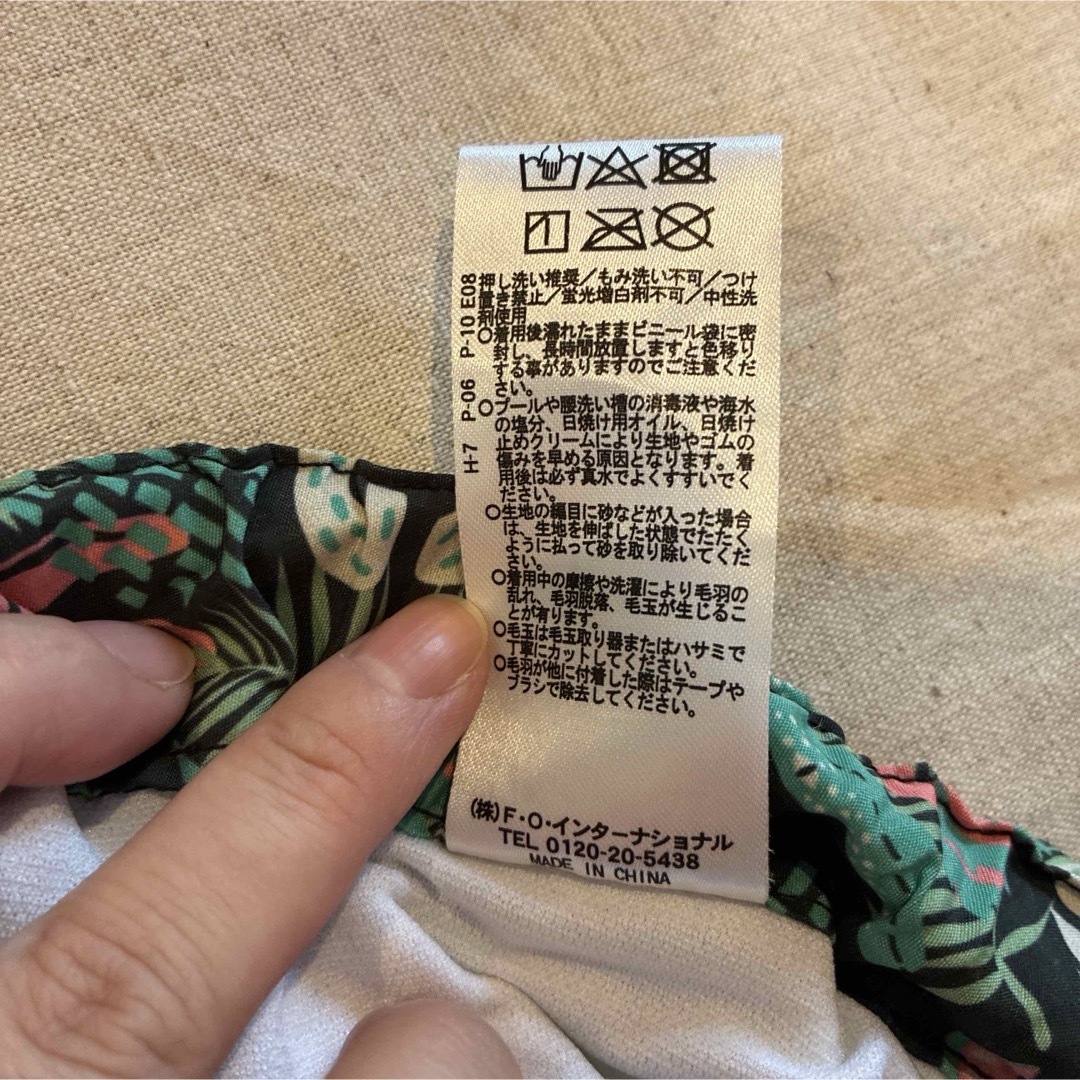 押し洗い推奨/もみ洗い不可/つけ
置き禁止/蛍光増白剤不可/中性洗
剤使用
○着用後濡れたままビニール袋に密
封し、長時間放置しますと色移り
する事がありますのでご注意くだ
さい。
○プールや腰洗い槽の消毒液や海水
の塩分、日焼け用オイル、日焼け
止めクリームにより生地やゴムの
傷みを早める原因となります。着
用後は必ず真水でよくすすいでく
ださい。
○生地の編目に砂などが入った場合
は、生地を伸ばした状態でたたく
ように払って砂を取り除いてくだ
さい。
○着用中の摩擦や洗濯により毛羽の
乱れ、毛羽脱落、毛玉が生じるこ
とが有ります。
○毛玉は毛玉取り器またはハサミで
丁寧にカットしてください。
○毛羽が他に付着した際はテープや
ブラシで除去してください。
H-7 P-06 P-10 E08
(株)F・O・インターナショナル
TEL 0120-20-5438
MADE IN CHINA